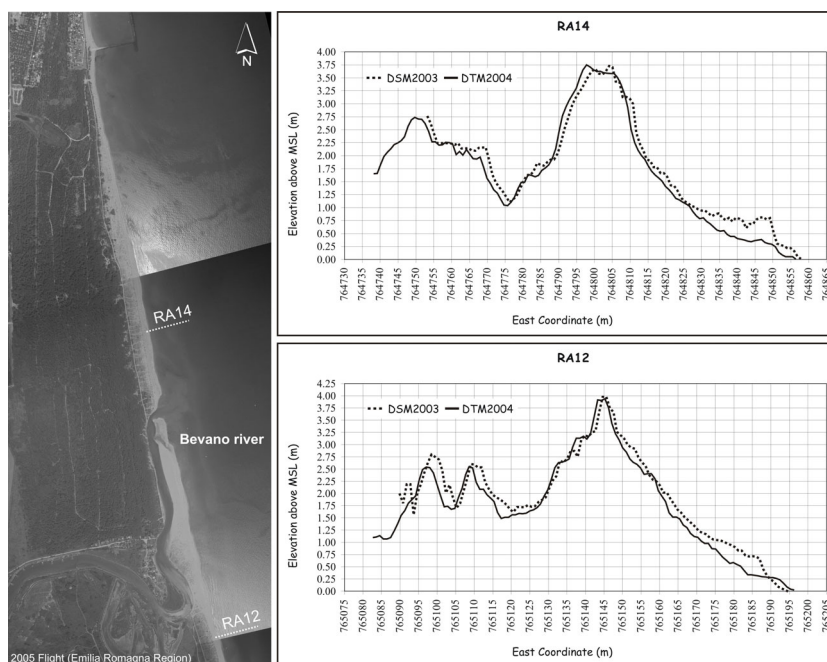 N
RA14
Bevano river
RA12
2005 Flight (Emilia Romagna Region)
RA14
Elevation above MSL (m)
4.00
3.75
3.50
3.25
3.00
2.75
2.50
2.25
2.00
1.75
1.50
1.25
1.00
0.75
0.50
0.25
0.00
DSM2003 DTM2004
764730 764735 764740 764745 764750 764755 764760 764765 764770 764775 764780 764785 764790 764795 764800 764805 764810 764815 764820 764825 764830 764835 764840 764845 764850 764855 764860 764865
East Coordinate (m)
RA12
Elevation above MSL (m)
4.25
4.00
3.75
3.50
3.25
3.00
2.75
2.50
2.25
2.00
1.75
1.50
1.25
1.00
0.75
0.50
0.25
0.00
DSM2003 DTM2004
765075 765080 765085 765090 765095 765100 765105 765110 765115 765120 765125 765130 765135 765140 765145 765150 765155 765160 765165 765170 765175 765180 765185 765190 765195 765200 765205
East Coordinate (m)